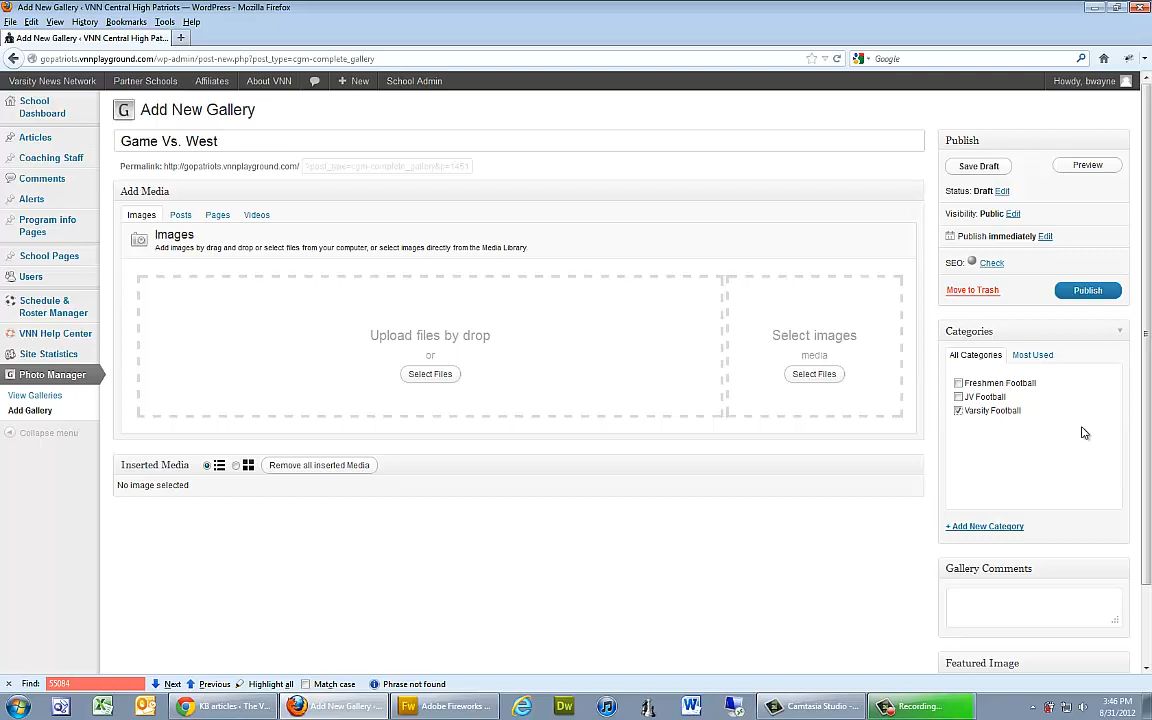 Add New Gallery ‹ VNN Central High Patriots — WordPress - Mozilla Firefox
File Edit View History Bookmarks Tools Help
Add New Gallery ‹ VNN Central High Pat...
gopatriots.vnnplayground.com/wp-admin/post-new.php?post_type=cgm-complete_gallery
Google
Varsity News Network Partner Schools Affiliates About VNN + New School Admin Howdy, bwayne
School Dashboard
Articles
Coaching Staff
Comments
Alerts
Program info Pages
School Pages
Users
Schedule & Roster Manager
VNN Help Center
Site Statistics
Photo Manager
View Galleries
Add Gallery
Collapse menu
G Add New Gallery
Game Vs. West
Permalink: http://gopatriots.vnnplayground.com/ ?post_type=cgm-complete_gallery&p=1451
Add Media
Images Posts Pages Videos
Images
Add images by drag and drop or select files from your computer, or select images directly from the Media Library.
Upload files by drop
or
Select Files
Select images
media
Select Files
Inserted Media
Remove all inserted Media
No image selected
Publish
Save Draft Preview
Status: Draft Edit
Visibility: Public Edit
Publish immediately Edit
SEO: Check
Move to Trash Publish
Categories
All Categories Most Used
Freshmen Football
JV Football
Varsity Football
+ Add New Category
Gallery Comments
Featured Image
× Find: 55084 Next Previous Highlight all Match case Phrase not found
KB articles ‹ The V...
Add New Gallery ‹...
Fw Adobe Fireworks ...
Dw
Camtasia Studio -...
Recording...
3:46 PM
8/31/2012